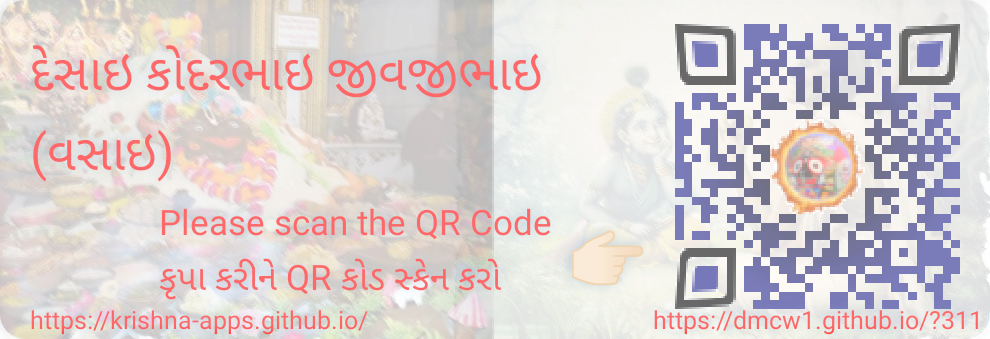 દેસાઇ કોદરભાઇ જીવજીભાઇ
(વસાઇ)
Please scan the QR Code
કૃપા કરીને QR કોડ સ્કેન કરો
https://krishna-apps.github.io/
https://dmcw1.github.io/?311